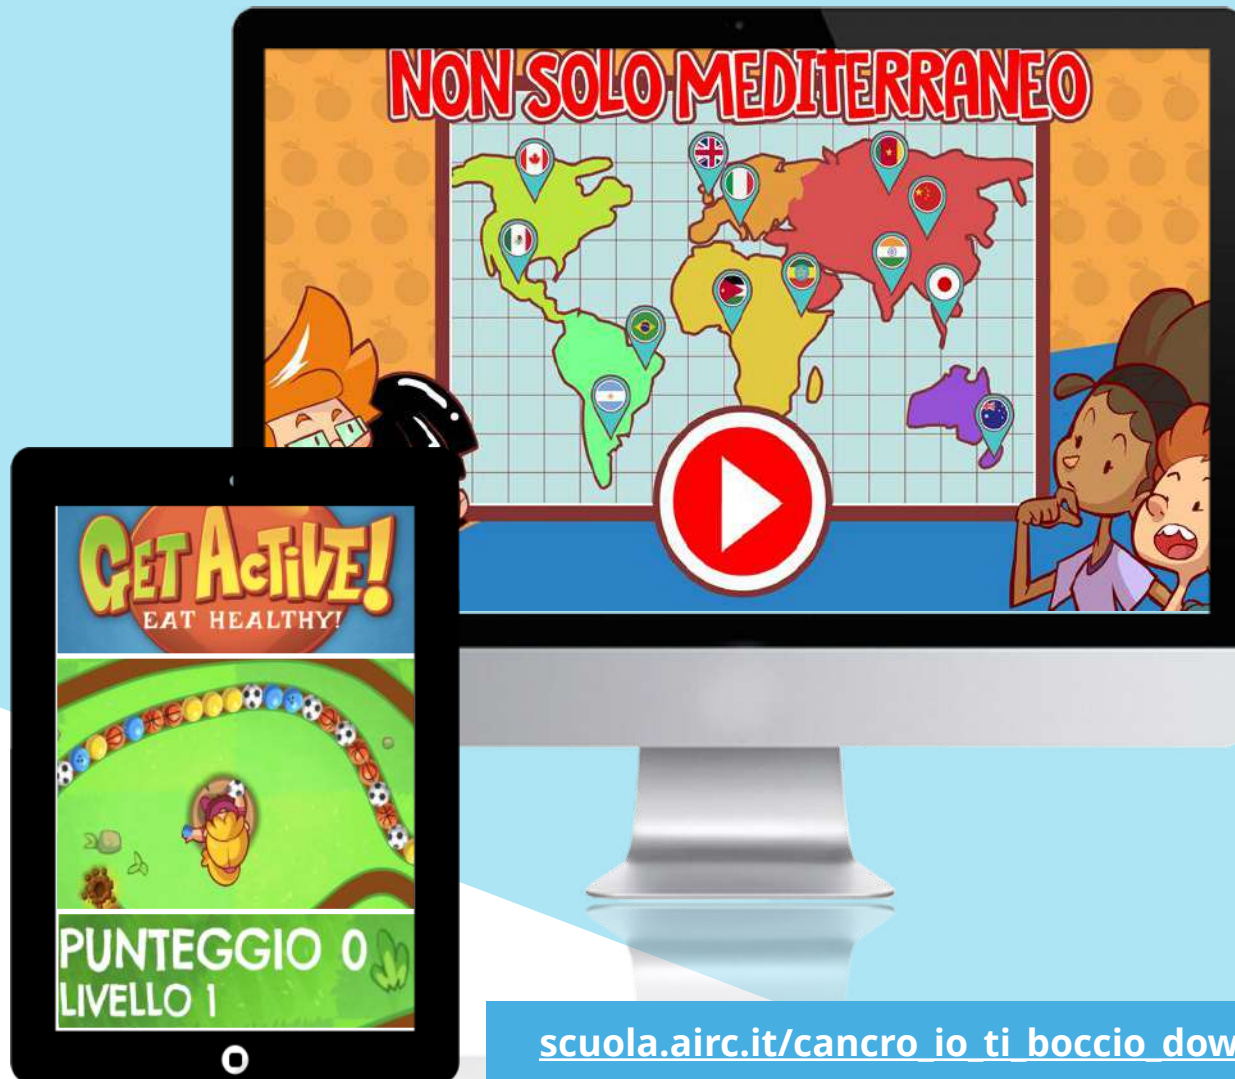 NON SOLO MEDITERRANEO
GET ACTIVE!
EAT HEALTHY!
PUNTEGGIO 0
LIVELLO 1
scuola.airc.it/cancro_io_ti_boccio_dow